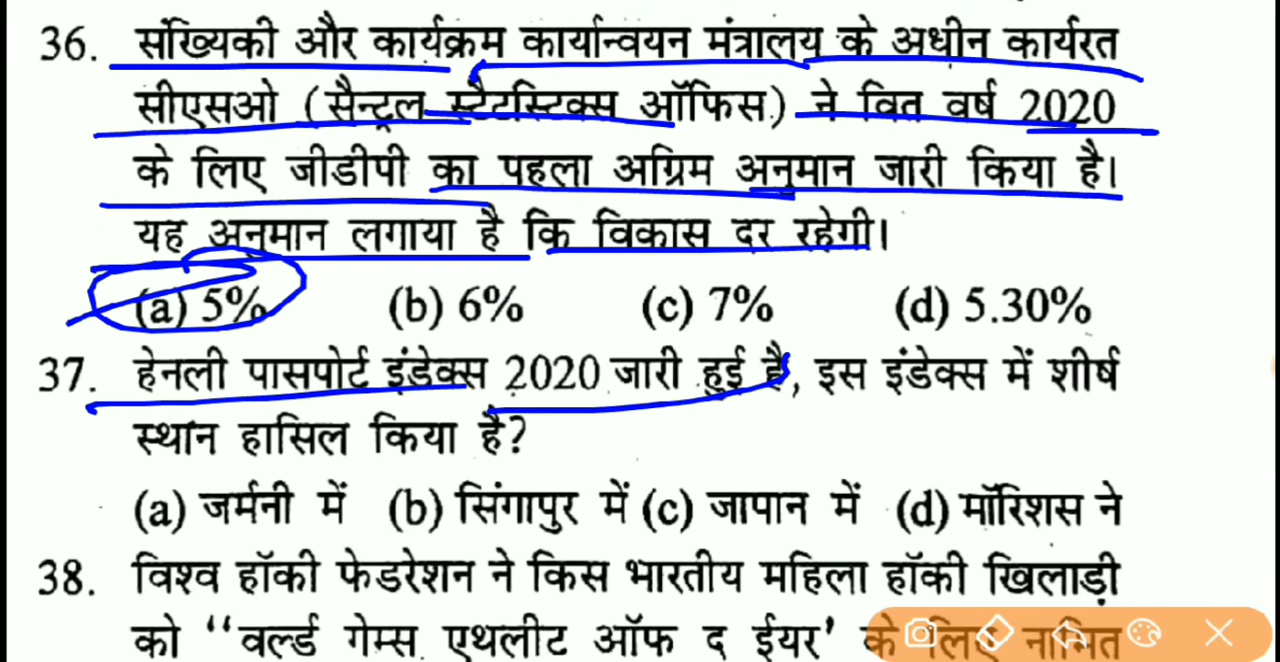 36. संख्यिकी और कार्यक्रम कार्यान्वयन मंत्रालय के अधीन कार्यरत
सीएसओ (सैन्ट्रल स्टैटस्टिक्स ऑफिस.) ने वित वर्ष 2020
के लिए जीडीपी का पहला अग्रिम अनुमान जारी किया है।
यह अनुमान लगाया है कि विकास दर रहेगी।
(a) 5% (b) 6% (c) 7% (d) 5.30%
37. हेनली पासपोर्ट इंडेक्स 2020 जारी हुई है, इस इंडेक्स में शीर्ष
स्थान हासिल किया है?
(a) जर्मनी में (b) सिंगापुर में (c) जापान में (d) मॉरिशस ने
38. विश्व हॉकी फेडरेशन ने किस भारतीय महिला हॉकी खिलाड़ी
को “वर्ल्ड गेम्स एथलीट ऑफ द ईयर’ के लिए नामित